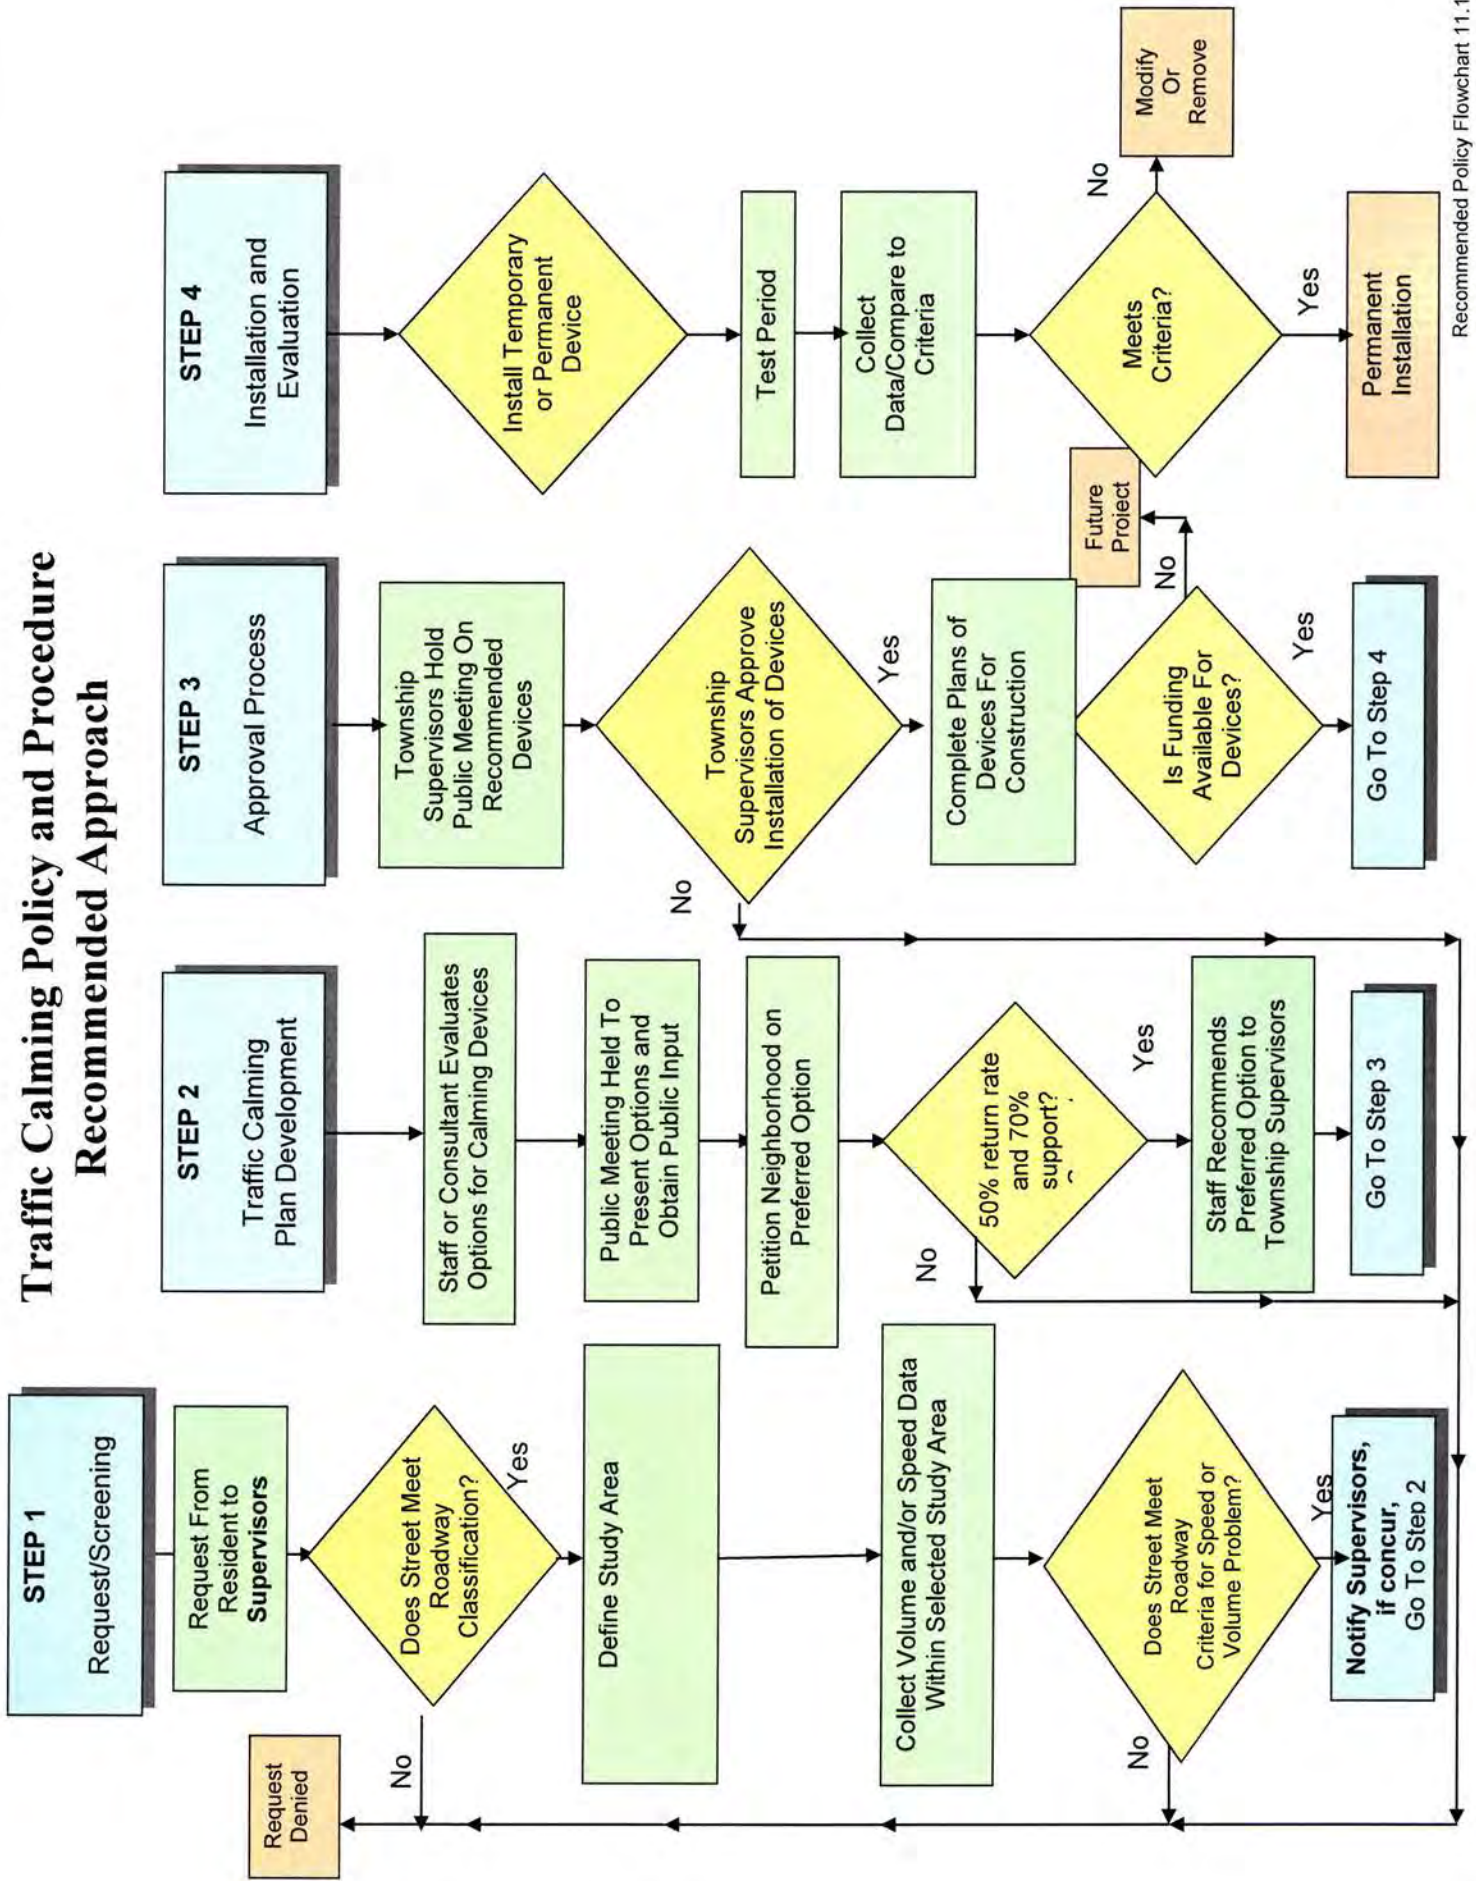 Traffic Calming Policy and Procedure
Recommended Approach
STEP 1
Request/Screening
Request From
Resident to
Supervisors
Does Street Meet
Roadway
Classification?
Yes
No
Request
Denied
Define Study Area
Collect Volume and/or Speed Data
Within Selected Study Area
Does Street Meet
Roadway
Criteria for Speed or
Volume Problem?
No
Yes
Notify Supervisors,
if concur,
Go To Step 2
STEP 2
Traffic Calming
Plan Development
Staff or Consultant Evaluates
Options for Calming Devices
Public Meeting Held To
Present Options and
Obtain Public Input
Petition Neighborhood on
Preferred Option
50% return rate
and 70%
support?
No
Yes
Staff Recommends
Preferred Option to
Township Supervisors
Go To Step 3
STEP 3
Approval Process
Township
Supervisors Hold
Public Meeting On
Recommended
Devices
Township
Supervisors Approve
Installation of Devices
No
Yes
Complete Plans of
Devices For
Construction
Is Funding
Available For
Devices?
No
Future
Project
Yes
Go To Step 4
STEP 4
Installation and
Evaluation
Install Temporary
or Permanent
Device
Test Period
Collect
Data/Compare to
Criteria
Meets
Criteria?
No
Modify
Or
Remove
Yes
Permanent
Installation
Recommended Policy Flowchart 11.1